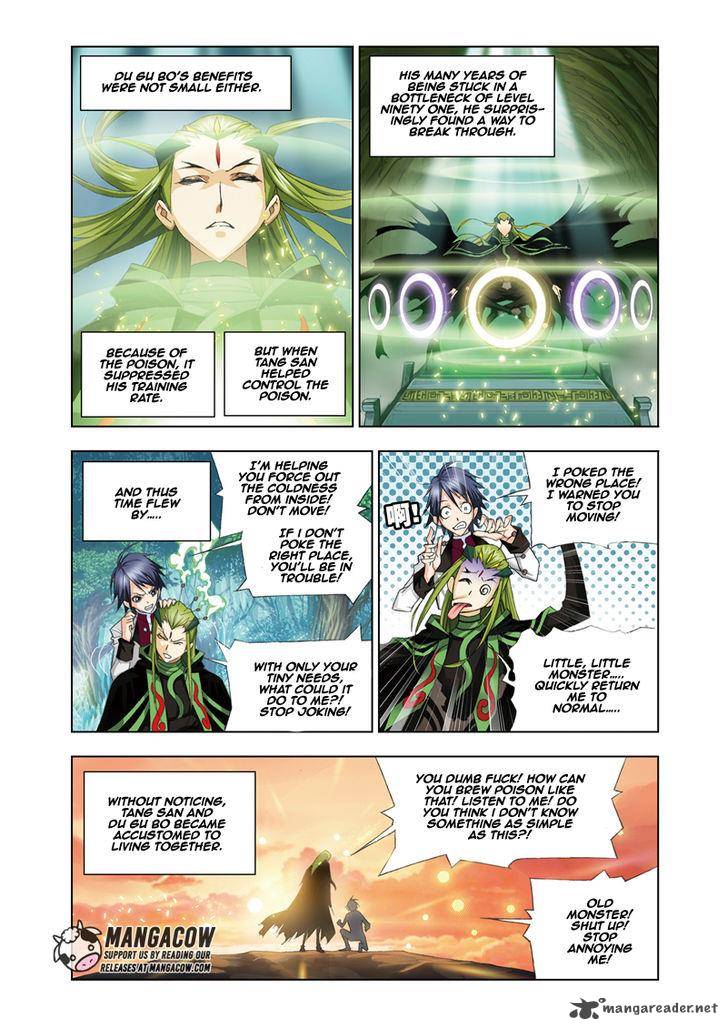 DU GU BO'S BENEFITS
WERE NOT SMALL EITHER.
BECAUSE OF
THE POISON, IT
SUPPRESSED
HIS TRAINING
RATE.
BUT WHEN
TANG SAN
HELPED
CONTROL THE
POISON.
HIS MANY YEARS OF
BEING STUCK IN A
BOTTLENECK OF LEVEL
NINETY ONE, HE SURPRIS-
INGLY FOUND A WAY TO
BREAK THROUGH.
AND THUS
TIME FLEW
BY.....
I'M HELPING
YOU FORCE OUT
THE COLDNESS
FROM INSIDE!
DON'T MOVE!
IF I DON'T
POKE THE
RIGHT PLACE,
YOU'LL BE IN
TROUBLE!
WITH ONLY YOUR
TINY NEEDS,
WHAT COULD IT
DO TO ME?!
STOP JOKING!
啊!
I POKED THE
WRONG PLACE!
I WARNED YOU
TO STOP
MOVING!
LITTLE, LITTLE
MONSTER.....
QUICKLY RETURN
ME TO
NORMAL.....
WITHOUT NOTICING,
TANG SAN AND
DU GU BO BECAME
ACCUSTOMED TO
LIVING TOGETHER.
YOU DUMB FUCK! HOW CAN
YOU BREW POISON LIKE
THAT! LISTEN TO ME! DO
YOU THINK I DON'T KNOW
SOMETHING AS SIMPLE
AS THIS?!
OLD
MONSTER!
SHUT UP!
STOP
ANNOYING
ME!
MANGACOW
SUPPORT US BY READING OUR
RELEASES AT MANGACOW.COM
mangareader.net